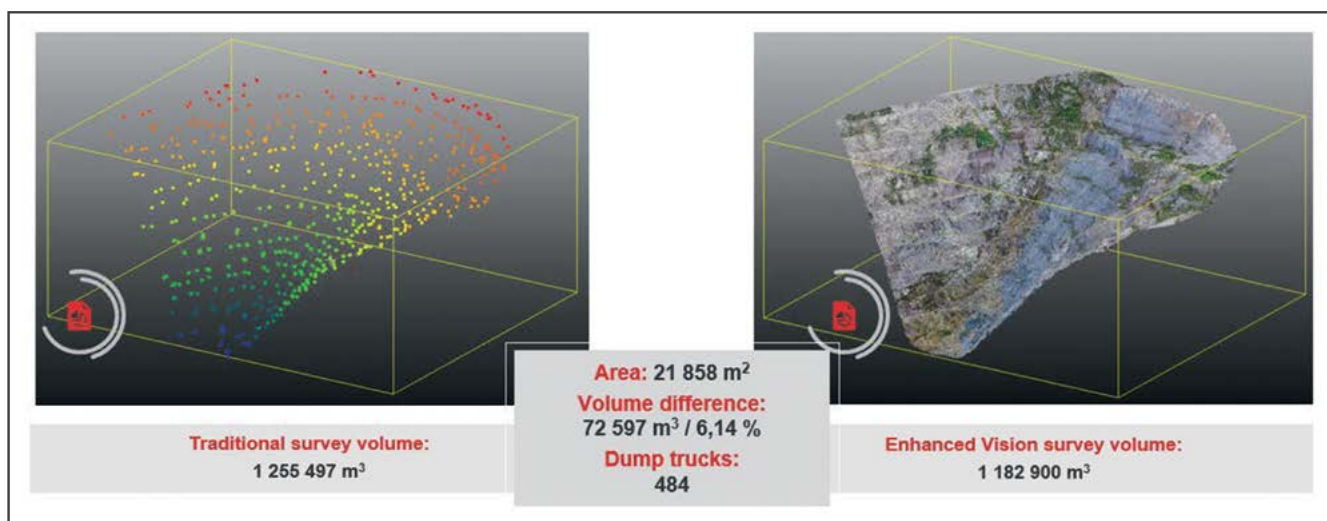 Area: 21 858 m²
Volume difference:
72 597 m³ / 6,14 %
Dump trucks:
484
Traditional survey volume:
1 255 497 m³
Enhanced Vision survey volume:
1 182 900 m³